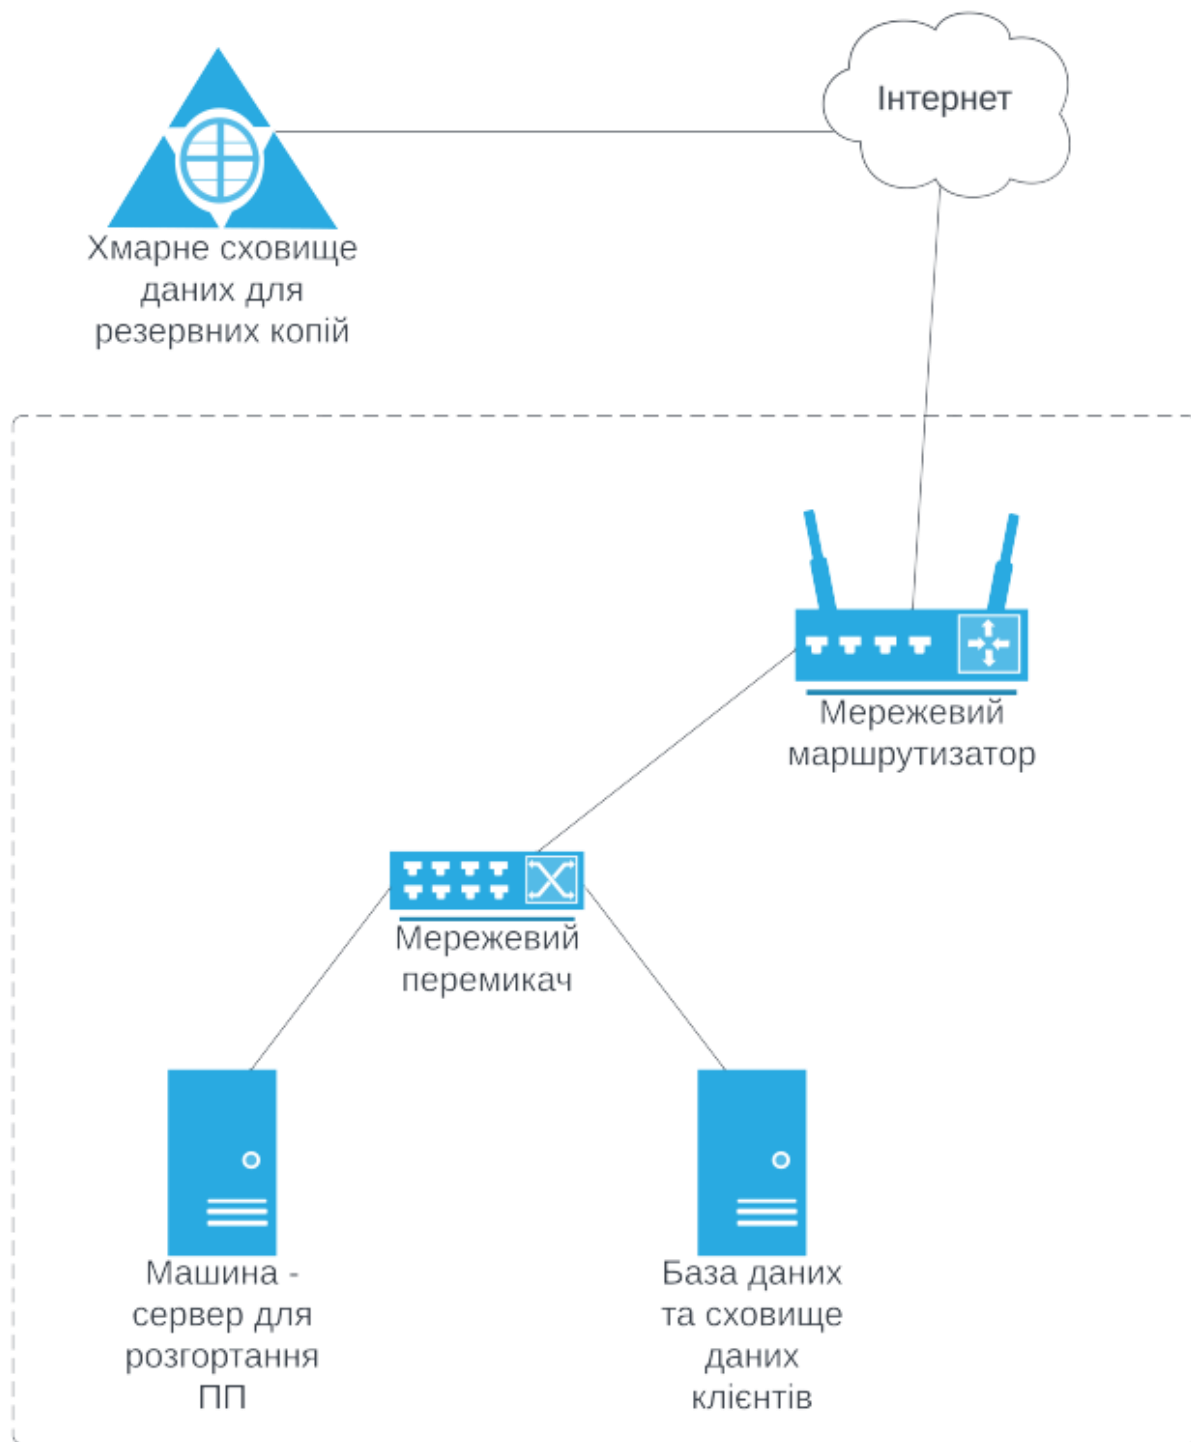 Інтернет
Хмарне сховище
даних для
резервних копій
Мережевий
маршрутизатор
Мережевий
перемикач
Машина -
сервер для
розгортання
ПП
База даних
та сховище
даних
клієнтів